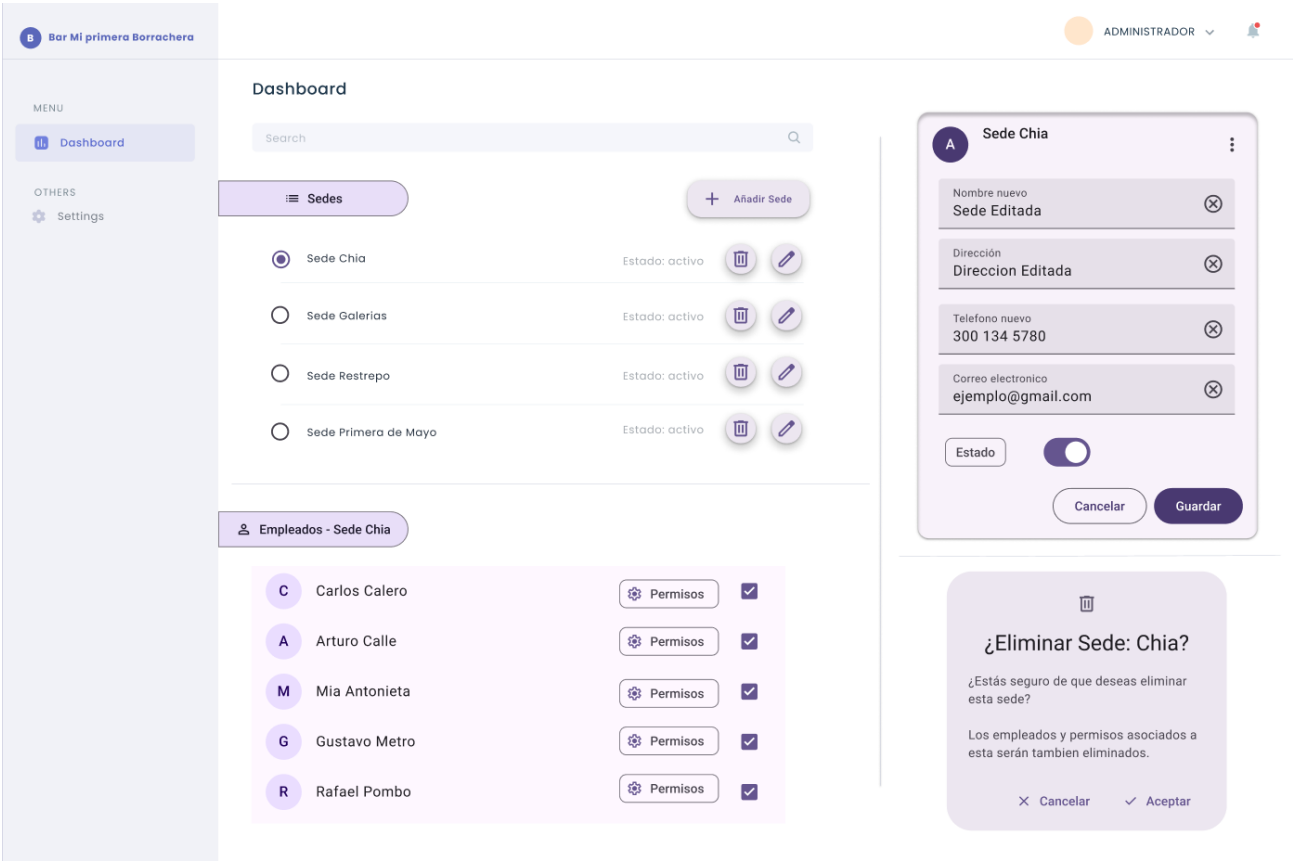 B Bar Mi primera Borrachera
ADMINISTRADOR
MENU
Dashboard
OTHERS
Settings
Dashboard
Search
Sedes
Añadir Sede
Sede Chia Estado: activo
Sede Galerias Estado: activo
Sede Restrepo Estado: activo
Sede Primera de Mayo Estado: activo
Empleados - Sede Chia
C Carlos Calero Permisos
A Arturo Calle Permisos
M Mia Antonieta Permisos
G Gustavo Metro Permisos
R Rafael Pombo Permisos
A Sede Chia
Nombre nuevo
Sede Editada
Dirección
Direccion Editada
Telefono nuevo
300 134 5780
Correo electronico
ejemplo@gmail.com
Estado
Cancelar Guardar
¿Eliminar Sede: Chia?
¿Estás seguro de que deseas eliminar
esta sede?
Los empleados y permisos asociados a
esta serán tambien eliminados.
Cancelar Aceptar